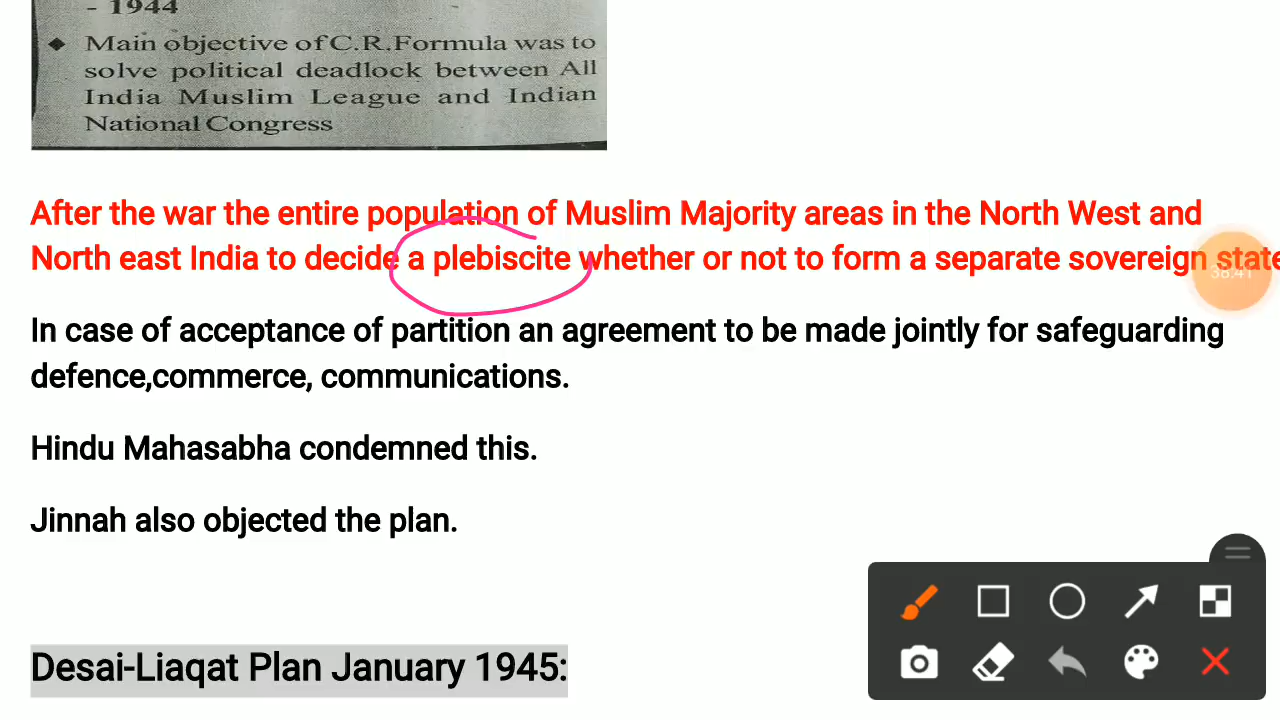 - 1944
❖ Main objective of C.R.Formula was to
solve political deadlock between All
India Muslim League and Indian
National Congress
After the war the entire population of Muslim Majority areas in the North West and
North east India to decide a plebiscite whether or not to form a separate sovereign state
In case of acceptance of partition an agreement to be made jointly for safeguarding
defence,commerce, communications.
Hindu Mahasabha condemned this.
Jinnah also objected the plan.
Desai-Liaqat Plan January 1945:
38:41